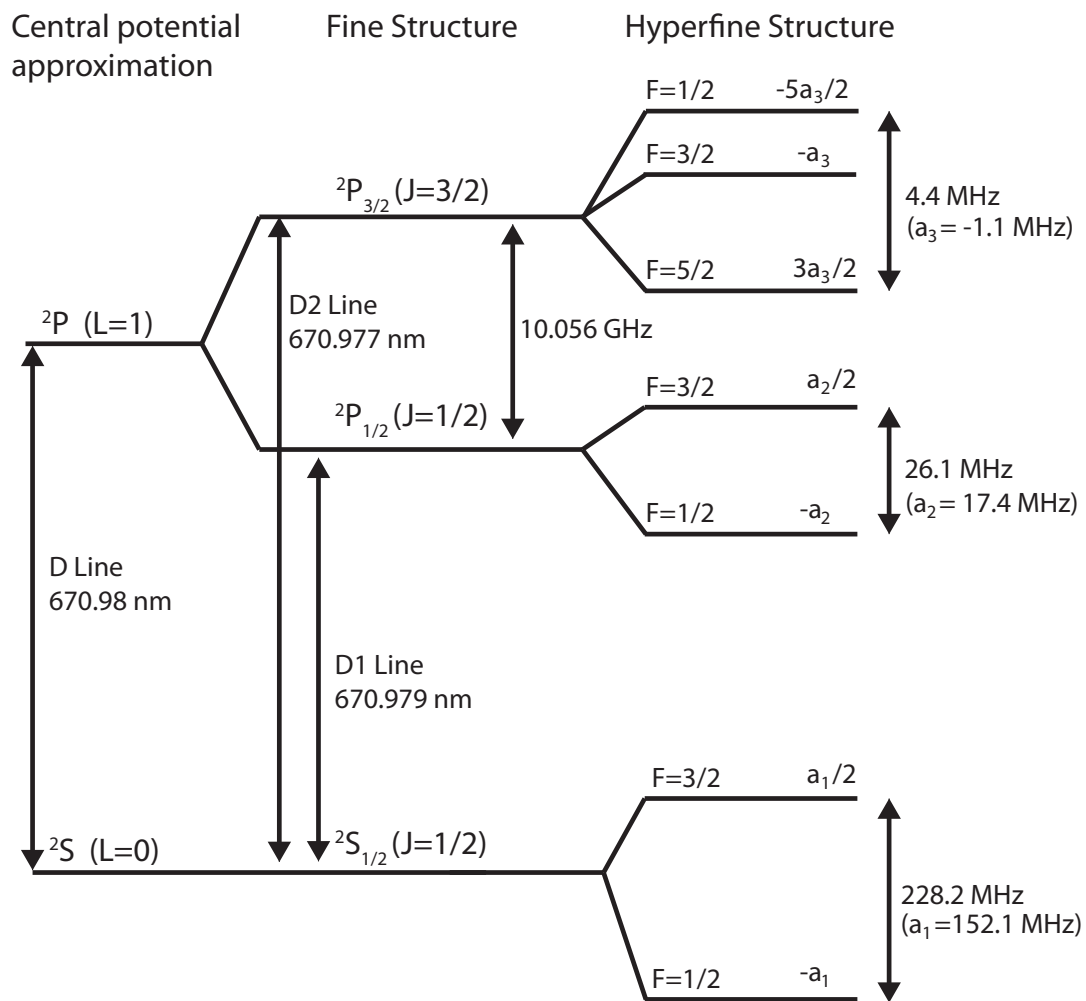 Central potential
approximation
Fine Structure
Hyperfine Structure
F=1/2 -5a₃/2
F=3/2 -a₃
²P₃/₂ (J=3/2)
4.4 MHz
(a₃ = -1.1 MHz)
F=5/2 3a₃/2
²P (L=1)
D2 Line
670.977 nm
10.056 GHz
F=3/2 a₂/2
²P₁/₂ (J=1/2)
26.1 MHz
(a₂ = 17.4 MHz)
F=1/2 -a₂
D Line
670.98 nm
D1 Line
670.979 nm
F=3/2 a₁/2
²S (L=0)
²S₁/₂ (J=1/2)
228.2 MHz
(a₁ =152.1 MHz)
F=1/2 -a₁